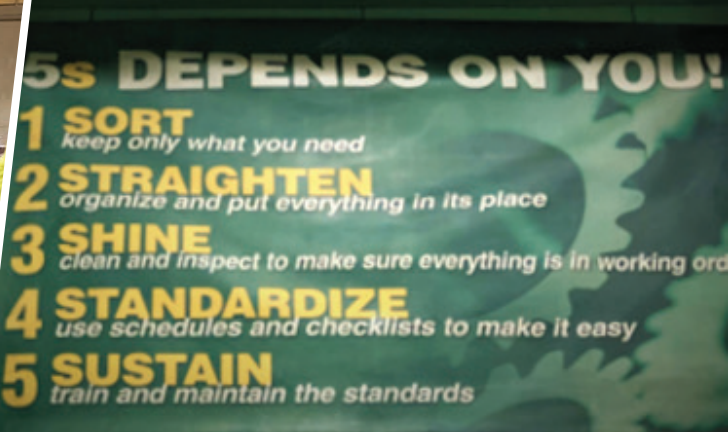 5s DEPENDS ON YOU!
1 SORT
keep only what you need
2 STRAIGHTEN
organize and put everything in its place
3 SHINE
clean and inspect to make sure everything is in working ord
4 STANDARDIZE
use schedules and checklists to make it easy
5 SUSTAIN
train and maintain the standards